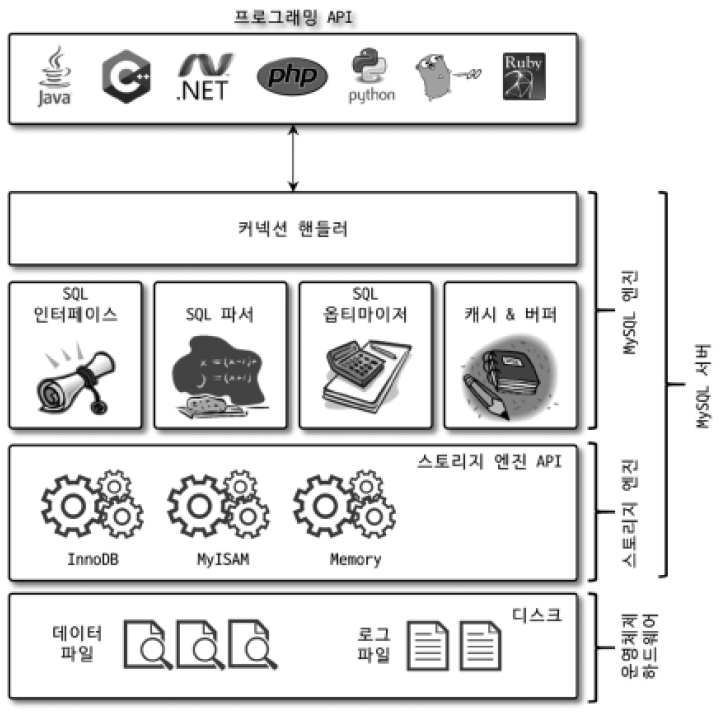 프로그래밍 API
Java
C++
.NET
php
python
GO
Ruby
커넥션 핸들러
SQL
인터페이스
SQL 파서
SQL
옵티마이저
캐시 & 버퍼
MySQL 엔진
MySQL 서버
스토리지 엔진 API
InnoDB
MyISAM
Memory
스토리지 엔진
디스크
데이터
파일
로그
파일
운영체제
하드웨어